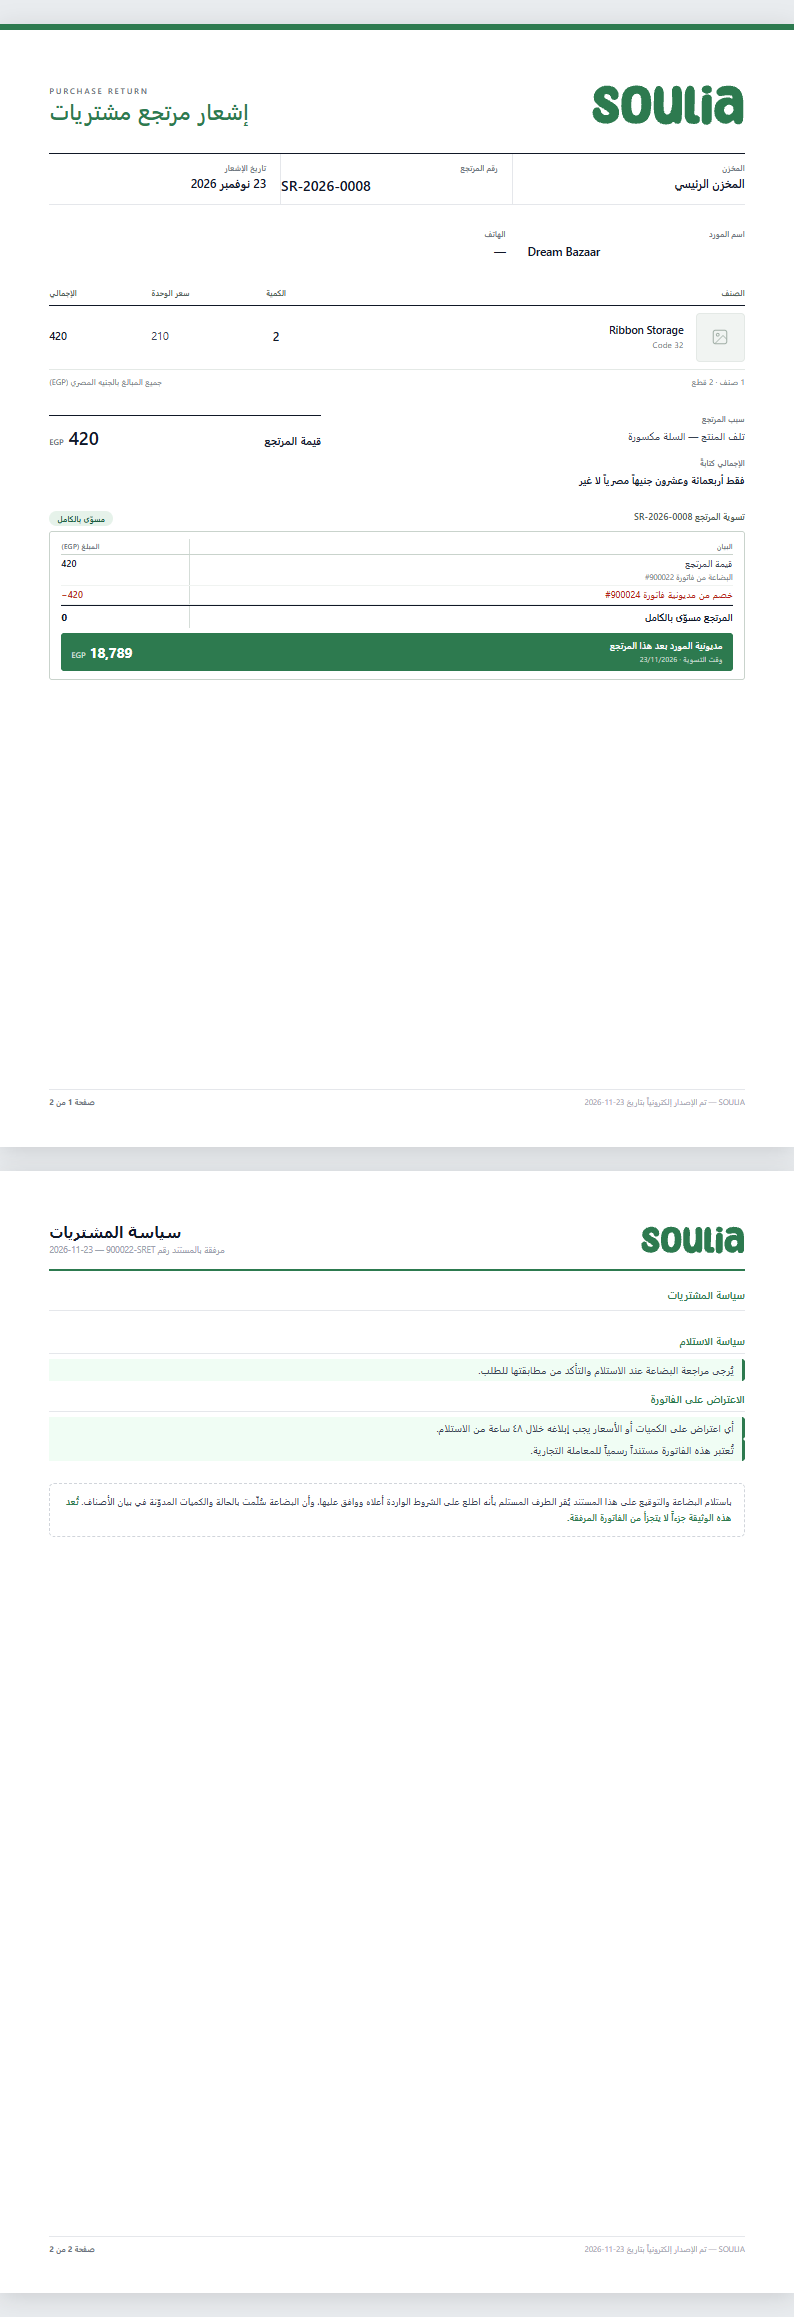 soulia
PURCHASE RETURN
إشعار مرتجع مشتريات
المخزن
المخزن الرئيسي
رقم المرتجع
SR-2026-0008
تاريخ الإشعار
23 نوفمبر 2026
اسم المورد
Dream Bazaar
الهاتف
—
الصنف الكمية سعر الوحدة الإجمالي
Ribbon Storage 2 210 420
Code 32
1 صنف · 2 قطع
جميع المبالغ بالجنيه المصري (EGP)
سبب المرتجع
تلف المنتج — السلة مكسورة
الإجمالي كتابةً
فقط أربعمائة وعشرون جنيهاً مصرياً لا غير
قيمة المرتجع 420 EGP
تسوية المرتجع SR-2026-0008
مسوّى بالكامل
البيان المبلغ (EGP)
قيمة المرتجع 420
البضاعة من فاتورة #900022
خصم من مديونية فاتورة #900024 −420
المرتجع مسوّى بالكامل 0
مديونية المورد بعد هذا المرتجع 18,789 EGP
وقت التسوية · 23/11/2026
SOULIA — تم الإصدار إلكترونياً بتاريخ 23-11-2026
صفحة 1 من 2
soulia
سياسة المشتريات
مرفقة بالمستند رقم 900022-SRET — 2026-11-23
سياسة المشتريات
سياسة الاستلام
يُرجى مراجعة البضاعة عند الاستلام والتأكد من مطابقتها للطلب.
الاعتراض على الفاتورة
أي اعتراض على الكميات أو الأسعار يجب إبلاغه خلال ٤٨ ساعة من الاستلام.
تُعتبر هذه الفاتورة مستنداً رسمياً للمعاملة التجارية.
باستلام البضاعة والتوقيع على هذا المستند يُقر الطرف المستلم بأنه اطلع على الشروط الواردة أعلاه ووافق عليها، وأن البضاعة سُلّمت بالحالة والكميات المدوّنة في بيان الأصناف. تُعد
هذه الوثيقة جزءاً لا يتجزأ من الفاتورة المرفقة.
SOULIA — تم الإصدار إلكترونياً بتاريخ 23-11-2026
صفحة 2 من 2